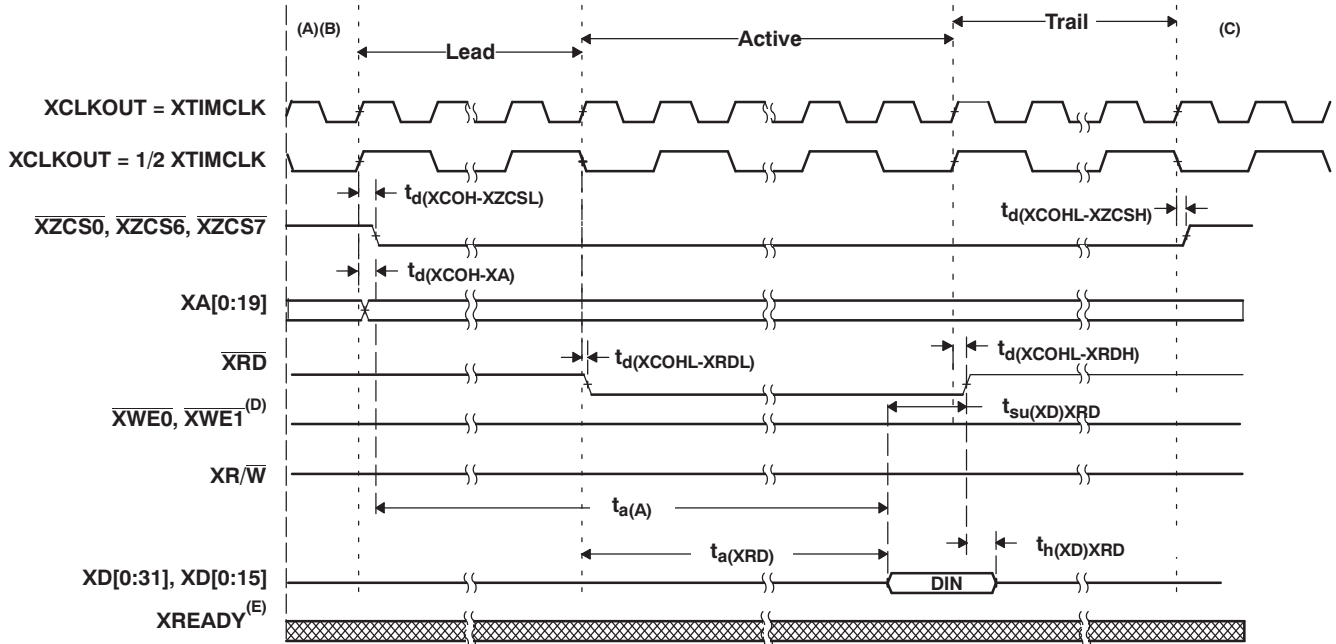 (A)(B)
Lead
Active
Trail
(C)
XCLKOUT = XTIMCLK
XCLKOUT = 1/2 XTIMCLK
td(XCOH-XZCSL)
td(XCOHL-XZCSH)
XZCS0, XZCS6, XZCS7
td(XCOH-XA)
XA[0:19]
XRD
td(XCOHL-XRDL)
td(XCOHL-XRDH)
tsu(XD)XRD
XWE0, XWE1(D)
XR/W
ta(A)
ta(XRD)
th(XD)XRD
XD[0:31], XD[0:15]
DIN
XREADY(E)